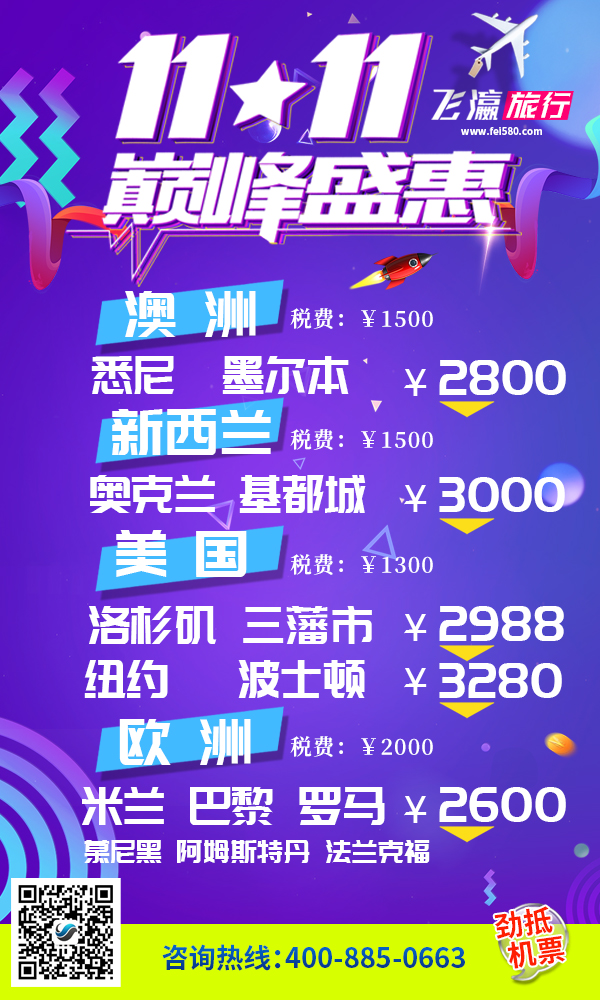 11★11
飞瀛旅行
www.fei580.com
巅峰盛惠
澳洲 税费：￥1500
悉尼 墨尔本 ￥2800
新西兰 税费：￥1500
奥克兰 基都城 ￥3000
美国 税费：￥1300
洛杉矶 三藩市 ￥2988
纽约 波士顿 ￥3280
欧洲 税费：￥2000
米兰 巴黎 罗马 ￥2600
慕尼黑 阿姆斯特丹 法兰克福
咨询热线：400-885-0663
劲抵
机票